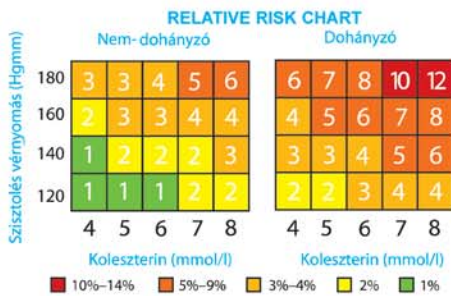 RELATIVE RISK CHART
Nem-dohányzó Dohányzó
Szisztolés vérnyomás (Hgmm)
180 3 3 4 5 6 6 7 8 10 12
160 2 3 3 4 4 4 5 6 7 8
140 1 2 2 2 3 3 3 4 5 6
120 1 1 1 2 2 2 2 3 4 4
4 5 6 7 8 4 5 6 7 8
Koleszterin (mmol/l) Koleszterin (mmol/l)
10%–14% 5%–9% 3%–4% 2% 1%